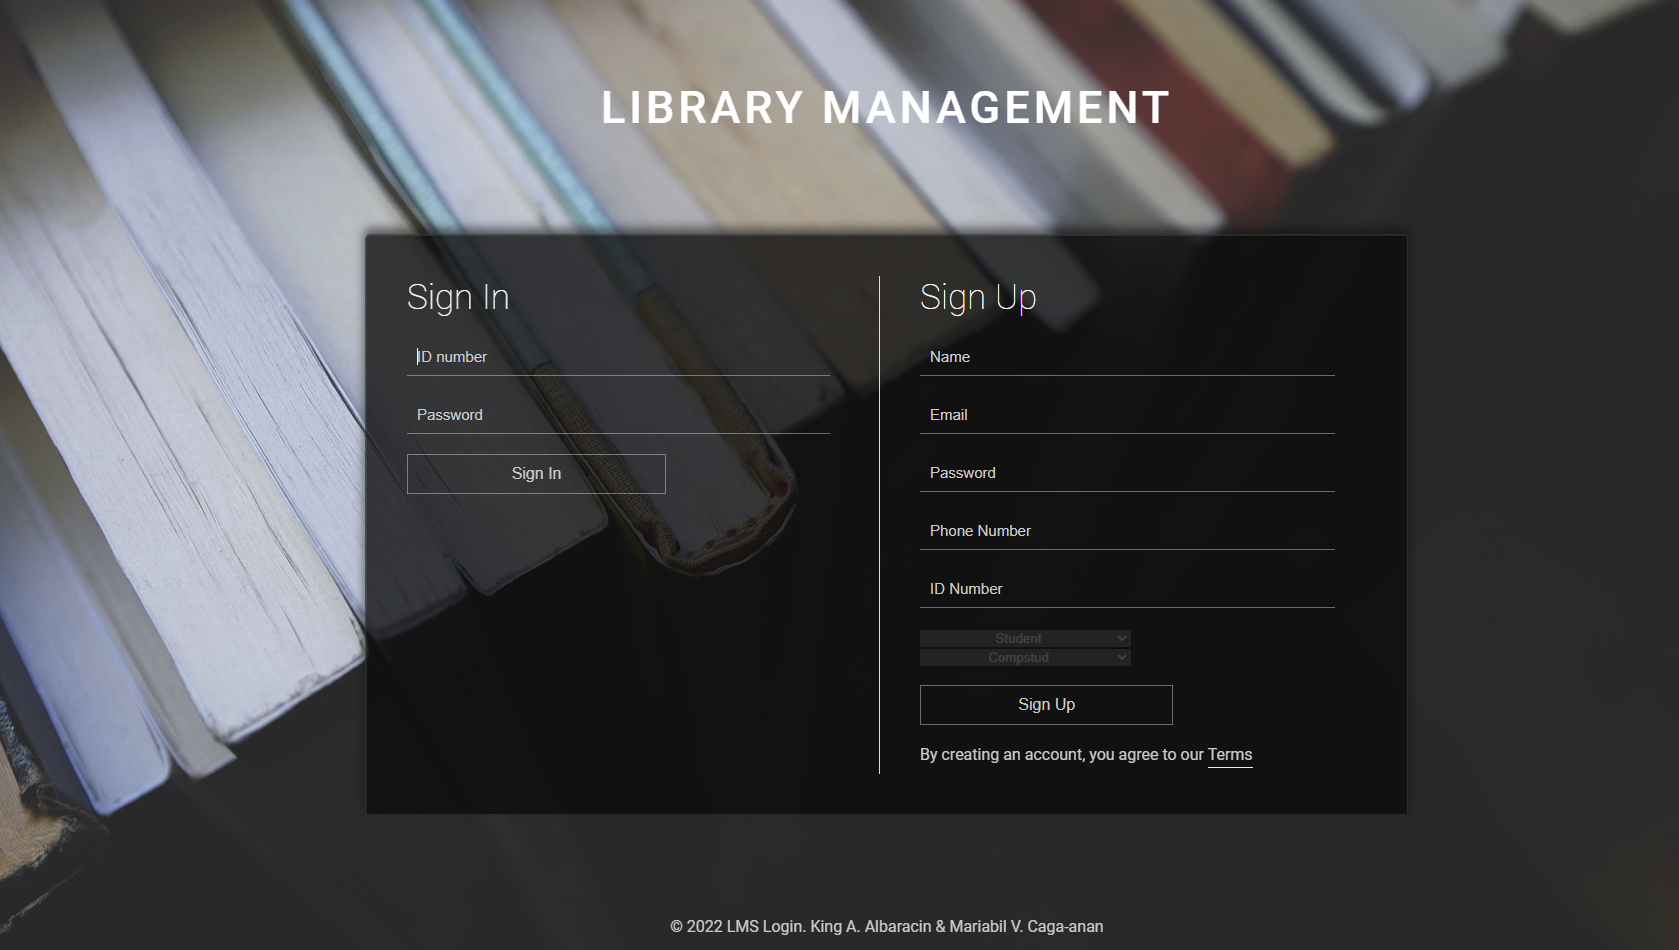 LIBRARY MANAGEMENT
Sign In
ID number
Password
Sign In
Sign Up
Name
Email
Password
Phone Number
ID Number
Student
Compstud
Sign Up
By creating an account, you agree to our Terms
© 2022 LMS Login. King A. Albaracin & Mariabil V. Caga-anan